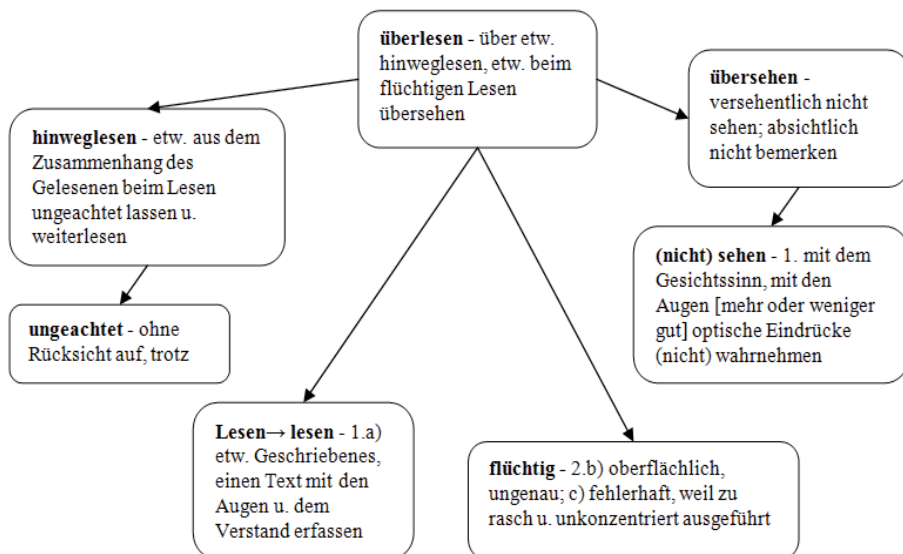 überlesen - über etw.
hinweglesen, etw. beim
flüchtigen Lesen
übersehen
übersehen -
versehentlich nicht
sehen; absichtlich
nicht bemerken
hinweglesen - etw. aus dem
Zusammenhang des
Gelesenen beim Lesen
ungeachtet lassen u.
weiterlesen
(nicht) sehen - 1. mit dem
Gesichtssinn, mit den
Augen [mehr oder weniger
gut] optische Eindrücke
(nicht) wahrnehmen
ungeachtet - ohne
Rücksicht auf, trotz
Lesen→ lesen - 1.a)
etw. Geschriebenes,
einen Text mit den
Augen u. dem
Verstand erfassen
flüchtig - 2.b) oberflächlich,
ungenau; c) fehlerhaft, weil zu
rasch u. unkonzentriert ausgeführt